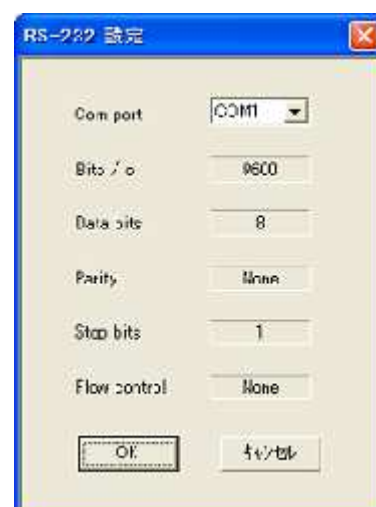 RS-232 設定
Com port COM1
Bits / s 9600
Data bits 8
Parity None
Stop bits 1
Flow control None
OK キャンセル